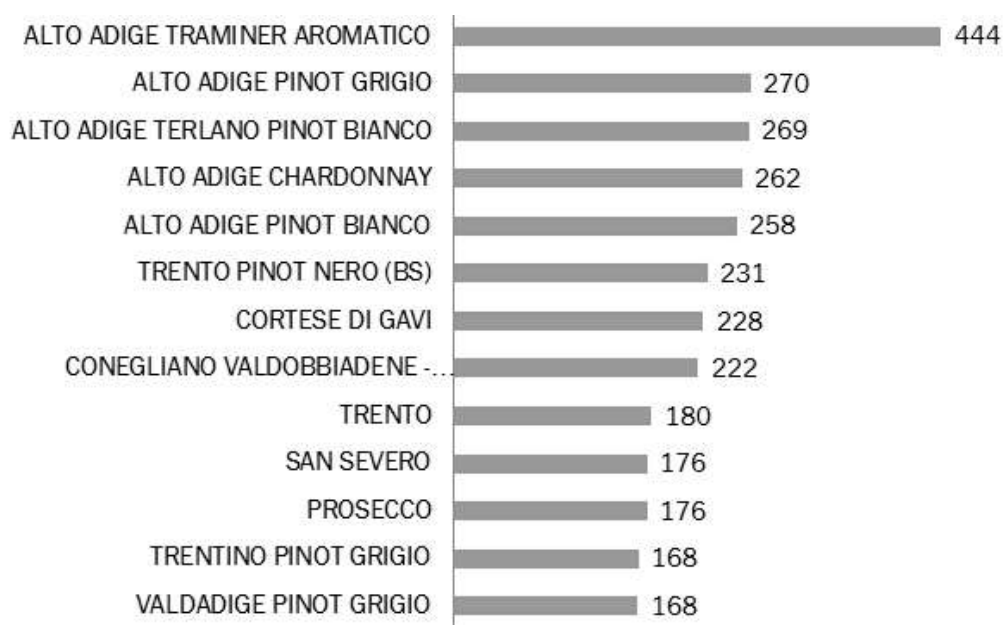 ALTO ADIGE TRAMINER AROMATICO 444
ALTO ADIGE PINOT GRIGIO 270
ALTO ADIGE TERLANO PINOT BIANCO 269
ALTO ADIGE CHARDONNAY 262
ALTO ADIGE PINOT BIANCO 258
TRENTO PINOT NERO (BS) 231
CORTESE DI GAVI 228
CONEGLIANO VALDOBBIADENE -... 222
TRENTO 180
SAN SEVERO 176
PROSECCO 176
TRENTINO PINOT GRIGIO 168
VALDADIGE PINOT GRIGIO 168